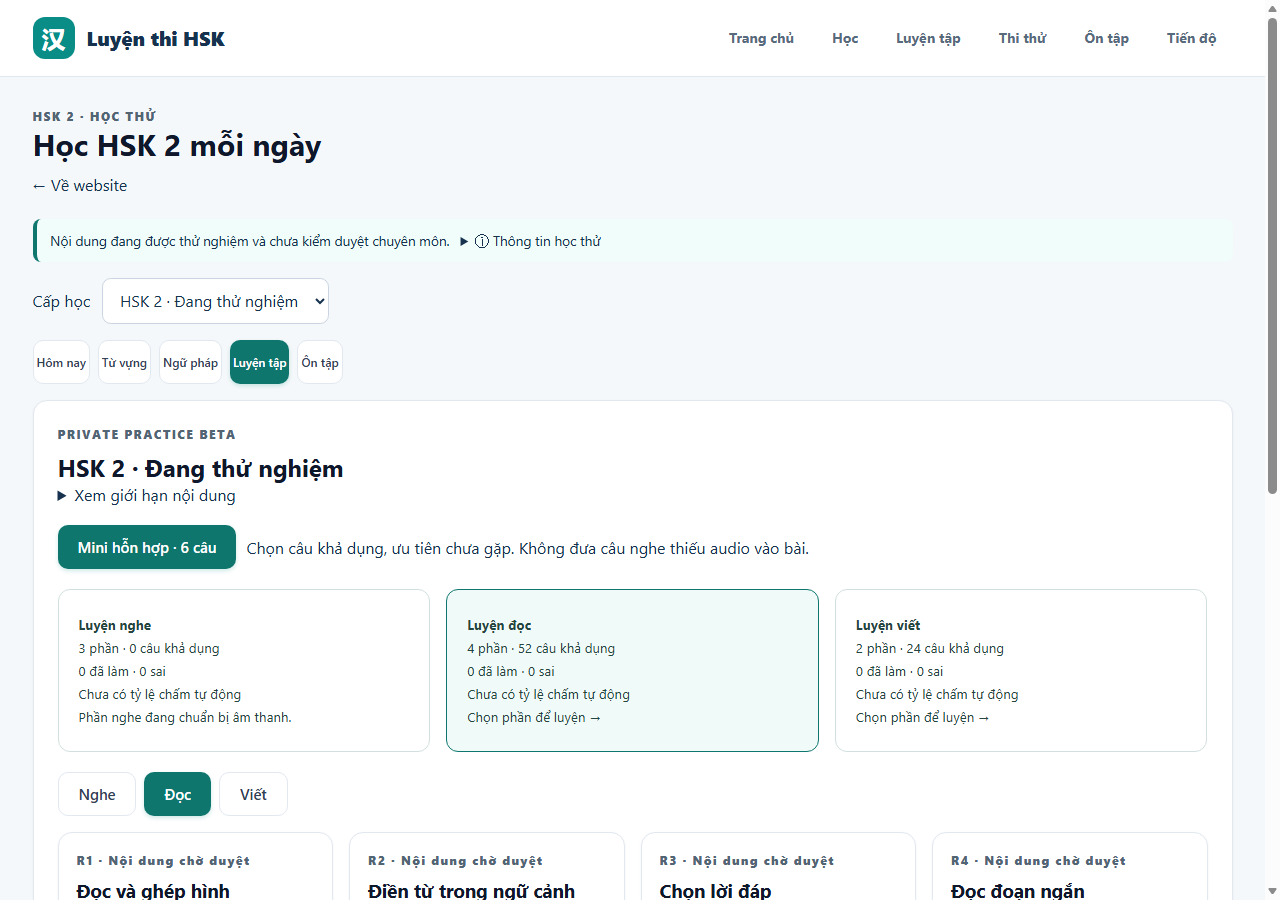 汉 Luyện thi HSK
Trang chủ Học Luyện tập Thi thử Ôn tập Tiến độ
HSK 2 · HỌC THỬ
Học HSK 2 mỗi ngày
← Về website
Nội dung đang được thử nghiệm và chưa kiểm duyệt chuyên môn. ▶ ⓘ Thông tin học thử
Cấp học HSK 2 · Đang thử nghiệm
Hôm nay Từ vựng Ngữ pháp Luyện tập Ôn tập
PRIVATE PRACTICE BETA
HSK 2 · Đang thử nghiệm
▶ Xem giới hạn nội dung
Mini hỗn hợp · 6 câu Chọn câu khả dụng, ưu tiên chưa gặp. Không đưa câu nghe thiếu audio vào bài.
Luyện nghe
3 phần · 0 câu khả dụng
0 đã làm · 0 sai
Chưa có tỷ lệ chấm tự động
Phần nghe đang chuẩn bị âm thanh.
Luyện đọc
4 phần · 52 câu khả dụng
0 đã làm · 0 sai
Chưa có tỷ lệ chấm tự động
Chọn phần để luyện →
Luyện viết
2 phần · 24 câu khả dụng
0 đã làm · 0 sai
Chưa có tỷ lệ chấm tự động
Chọn phần để luyện →
Nghe Đọc Viết
R1 · Nội dung chờ duyệt
Đọc và ghép hình
R2 · Nội dung chờ duyệt
Điền từ trong ngữ cảnh
R3 · Nội dung chờ duyệt
Chọn lời đáp
R4 · Nội dung chờ duyệt
Đọc đoạn ngắn